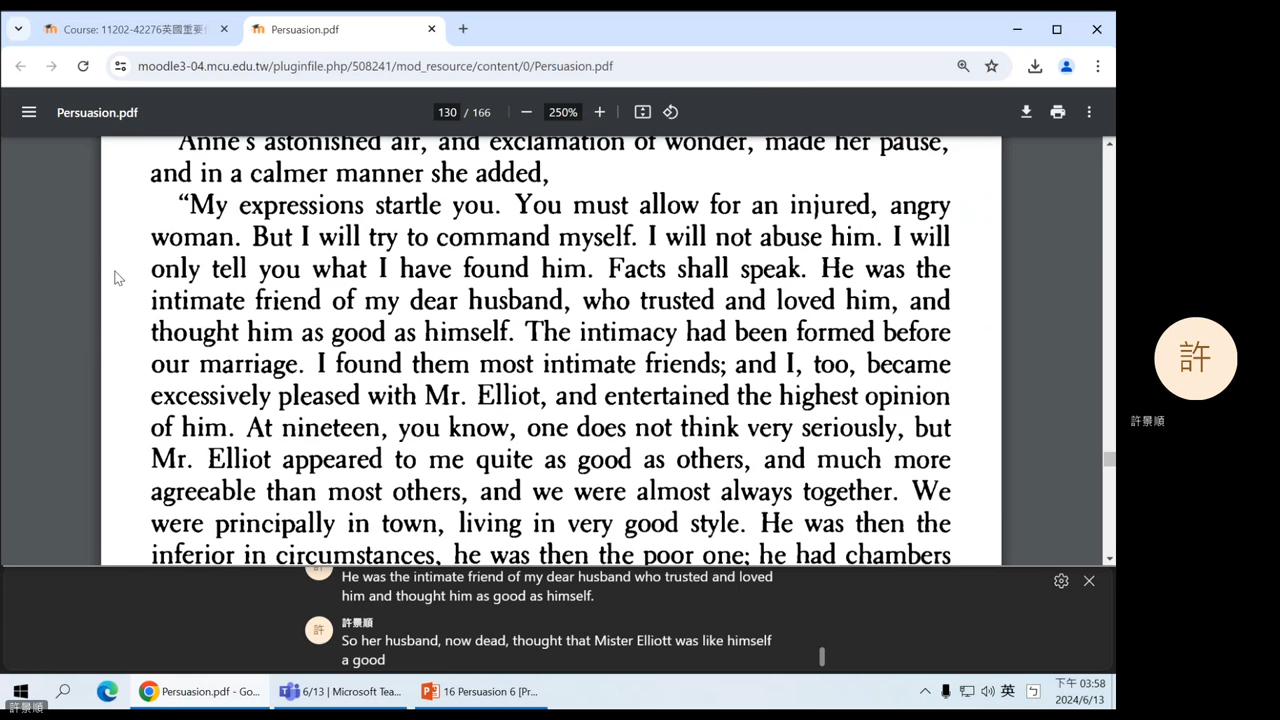 Course: 11202-42276英國重要
Persuasion.pdf
moodle3-04.mcu.edu.tw/pluginfile.php/508241/mod_resource/content/0/Persuasion.pdf
Persuasion.pdf
130 / 166
250%
Anne's astonished air, and exclamation of wonder, made her pause,
and in a calmer manner she added,
“My expressions startle you. You must allow for an injured, angry
woman. But I will try to command myself. I will not abuse him. I will
only tell you what I have found him. Facts shall speak. He was the
intimate friend of my dear husband, who trusted and loved him, and
thought him as good as himself. The intimacy had been formed before
our marriage. I found them most intimate friends; and I, too, became
excessively pleased with Mr. Elliot, and entertained the highest opinion
of him. At nineteen, you know, one does not think very seriously, but
Mr. Elliot appeared to me quite as good as others, and much more
agreeable than most others, and we were almost always together. We
were principally in town, living in very good style. He was then the
inferior in circumstances, he was then the poor one; he had chambers
許
許景順
許
He was the intimate friend of my dear husband who trusted and loved
him and thought him as good as himself.
許
許景順
So her husband, now dead, thought that Mister Elliott was like himself
a good
Persuasion.pdf - Go...
6/13 | Microsoft Tea...
16 Persuasion 6 [Pr...
英
ㄅ
下午 03:58
2024/6/13
許景順